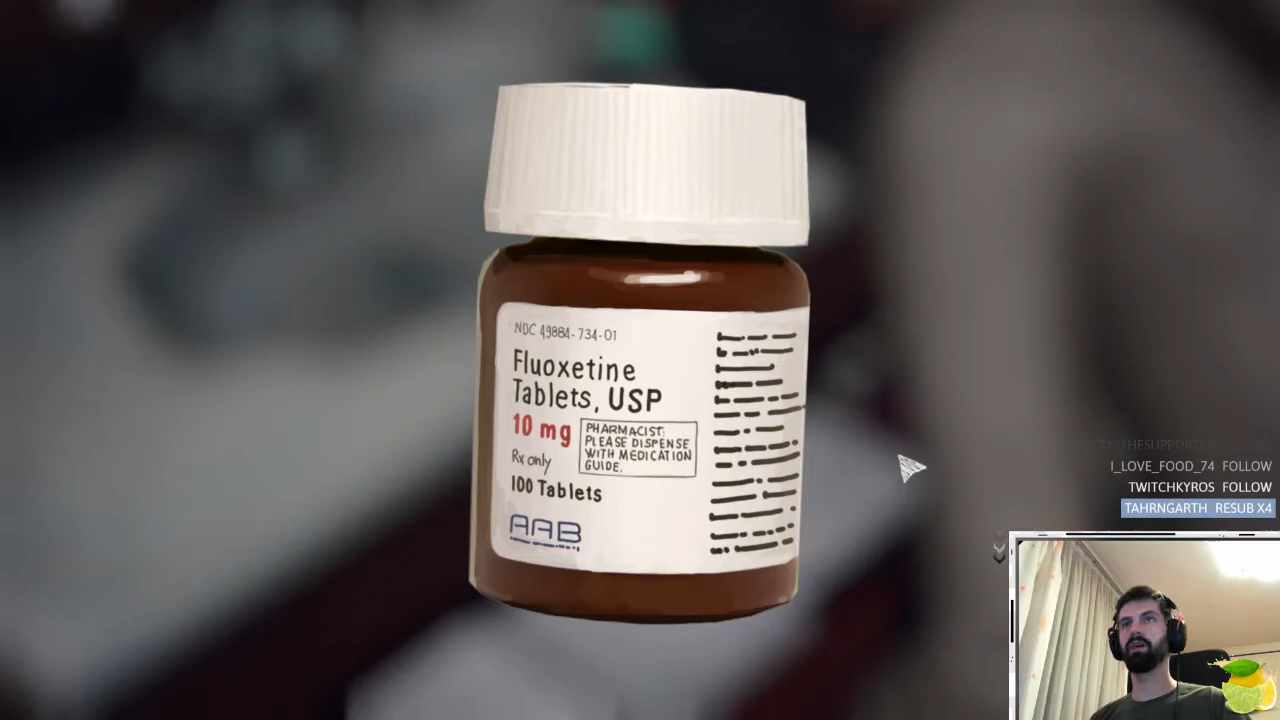 NDC 49884-734-01
Fluoxetine
Tablets, USP
10 mg
PHARMACIST:
PLEASE DISPENSE
WITH MEDICATION
GUIDE.
Rx only
100 Tablets
AAB
I_LOVE_FOOD_74 FOLLOW
TWITCHKYROS FOLLOW
TAHRNGARTH RESUB X4